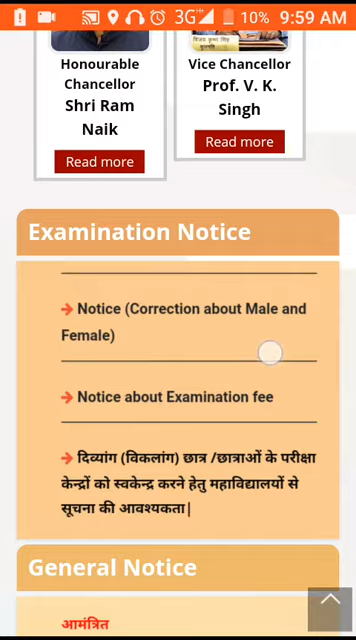 3G 10% 9:59 AM
विजय कृष्ण सिंह
कुलपति
Honourable
Chancellor
Shri Ram
Naik
Read more
Vice Chancellor
Prof. V. K.
Singh
Read more
Examination Notice
Notice (Correction about Male and
Female)
Notice about Examination fee
दिव्यांग (विकलांग) छात्र /छात्राओं के परीक्षा
केन्द्रों को स्वकेन्द्र करने हेतु महाविद्यालयों से
सूचना की आवश्यकता|
General Notice
आमंत्रित